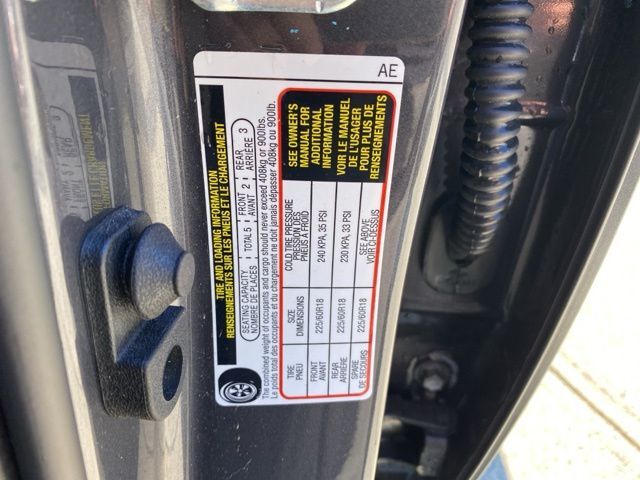 AE
TIRE AND LOADING INFORMATION
RENSEIGNEMENTS SUR LES PNEUS ET LE CHARGEMENT
SEATING CAPACITY TOTAL 5 FRONT 2 REAR 3
NOMBRE DE PLACES AVANT ARRIÈRE
The combined weight of occupants and cargo should never exceed 408kg or 900lbs.
Le poids total des occupants et du chargement ne doit jamais dépasser 408kg ou 900lb.
TIRE SIZE COLD TIRE PRESSURE SEE OWNER'S
PNEU DIMENSIONS PRESSION DES MANUAL FOR
PNEUS À FROID ADDITIONAL
FRONT 225/60R18 240 KPA, 35 PSI INFORMATION
AVANT
REAR 225/60R18 230 KPA, 33 PSI VOIR LE MANUEL
ARRIÈRE DE L'USAGER
SPARE 225/60R18 SEE ABOVE POUR PLUS DE
DE SECOURS VOIR CI-DESSUS RENSEIGNEMENTS